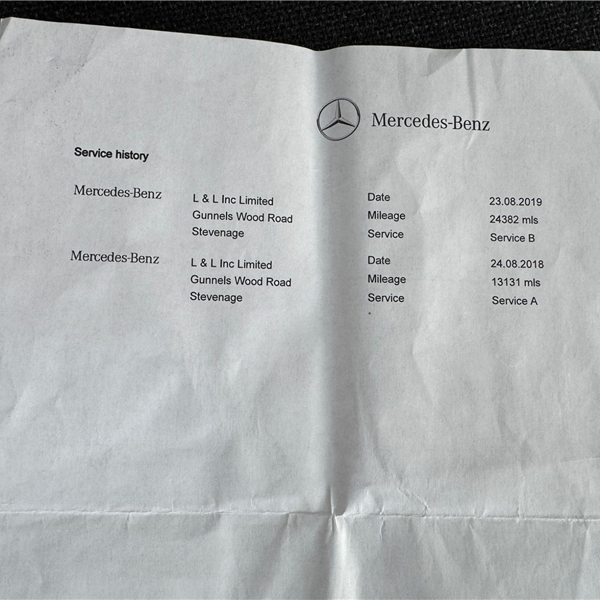 Mercedes-Benz
Service history
Mercedes-Benz L & L Inc Limited Date 23.08.2019
Gunnels Wood Road Mileage 24382 mls
Stevenage Service Service B
Mercedes-Benz L & L Inc Limited Date 24.08.2018
Gunnels Wood Road Mileage 13131 mls
Stevenage Service Service A
-